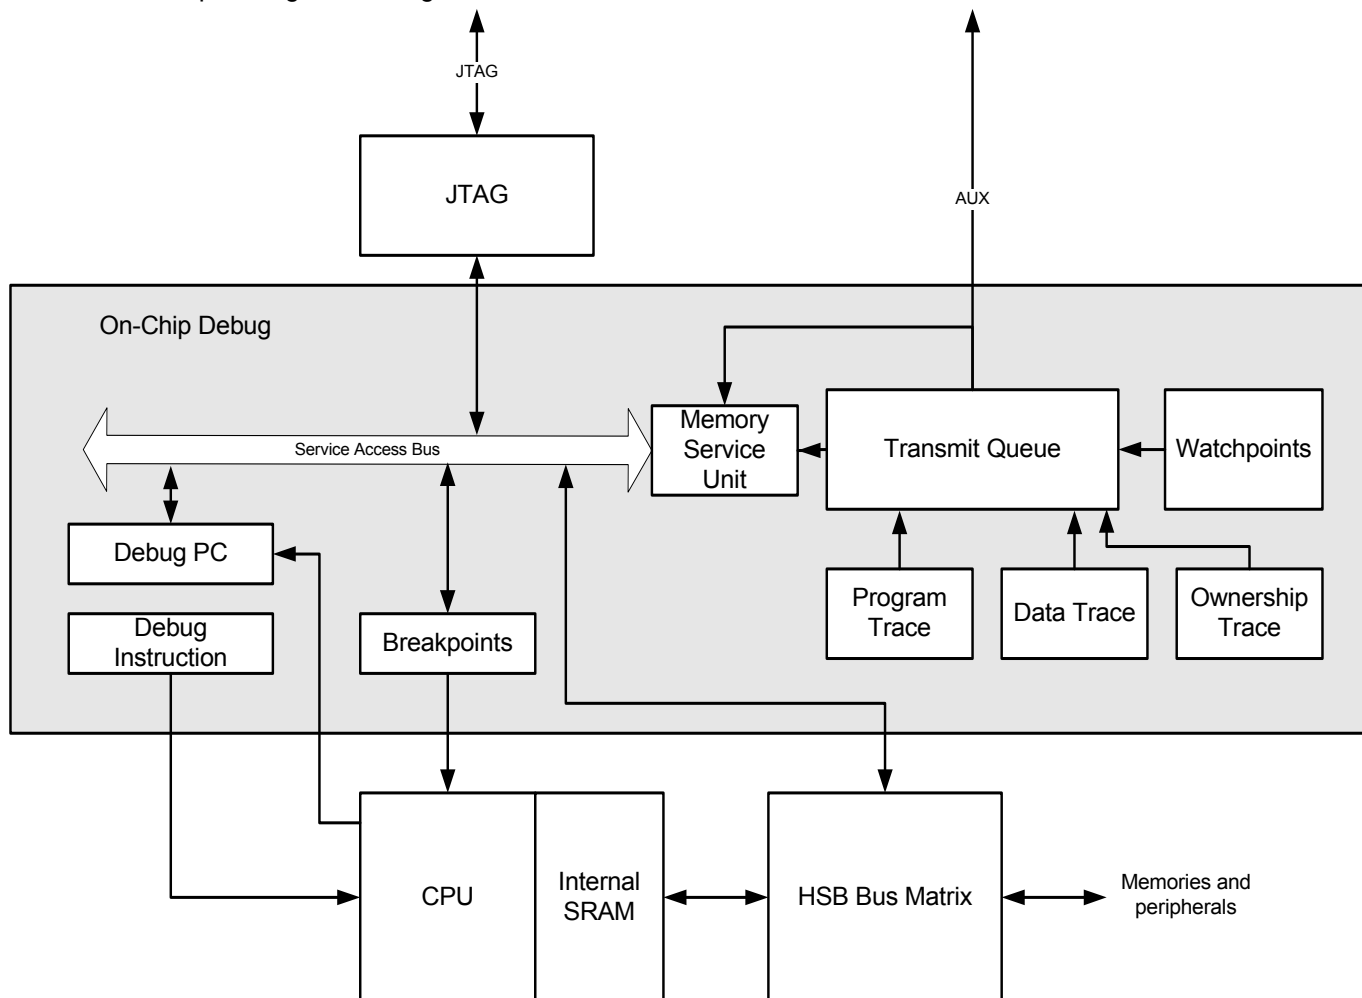 JTAG
JTAG
AUX
On-Chip Debug
Service Access Bus
Memory
Service
Unit
Transmit Queue
Watchpoints
Debug PC
Debug
Instruction
Breakpoints
Program
Trace
Data Trace
Ownership
Trace
CPU
Internal
SRAM
HSB Bus Matrix
Memories and
peripherals